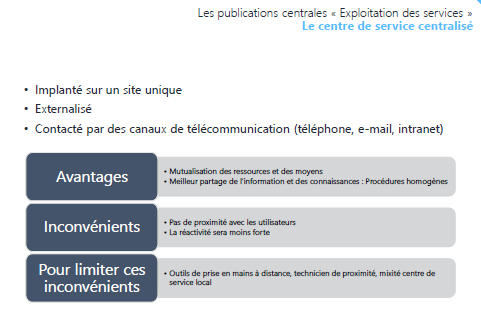 Les publications centrales « Exploitation des services »
Le centre de service centralisé
• Implanté sur un site unique
• Externalisé
• Contacté par des canaux de télécommunication (téléphone, e-mail, intranet)
Avantages
• Mutualisation des ressources et des moyens
• Meilleur partage de l'information et des connaissances : Procédures homogènes
Inconvénients
• Pas de proximité avec les utilisateurs
• La réactivité sera moins forte
Pour limiter ces
inconvénients
• Outils de prise en mains à distance, technicien de proximité, mixité centre de
service local